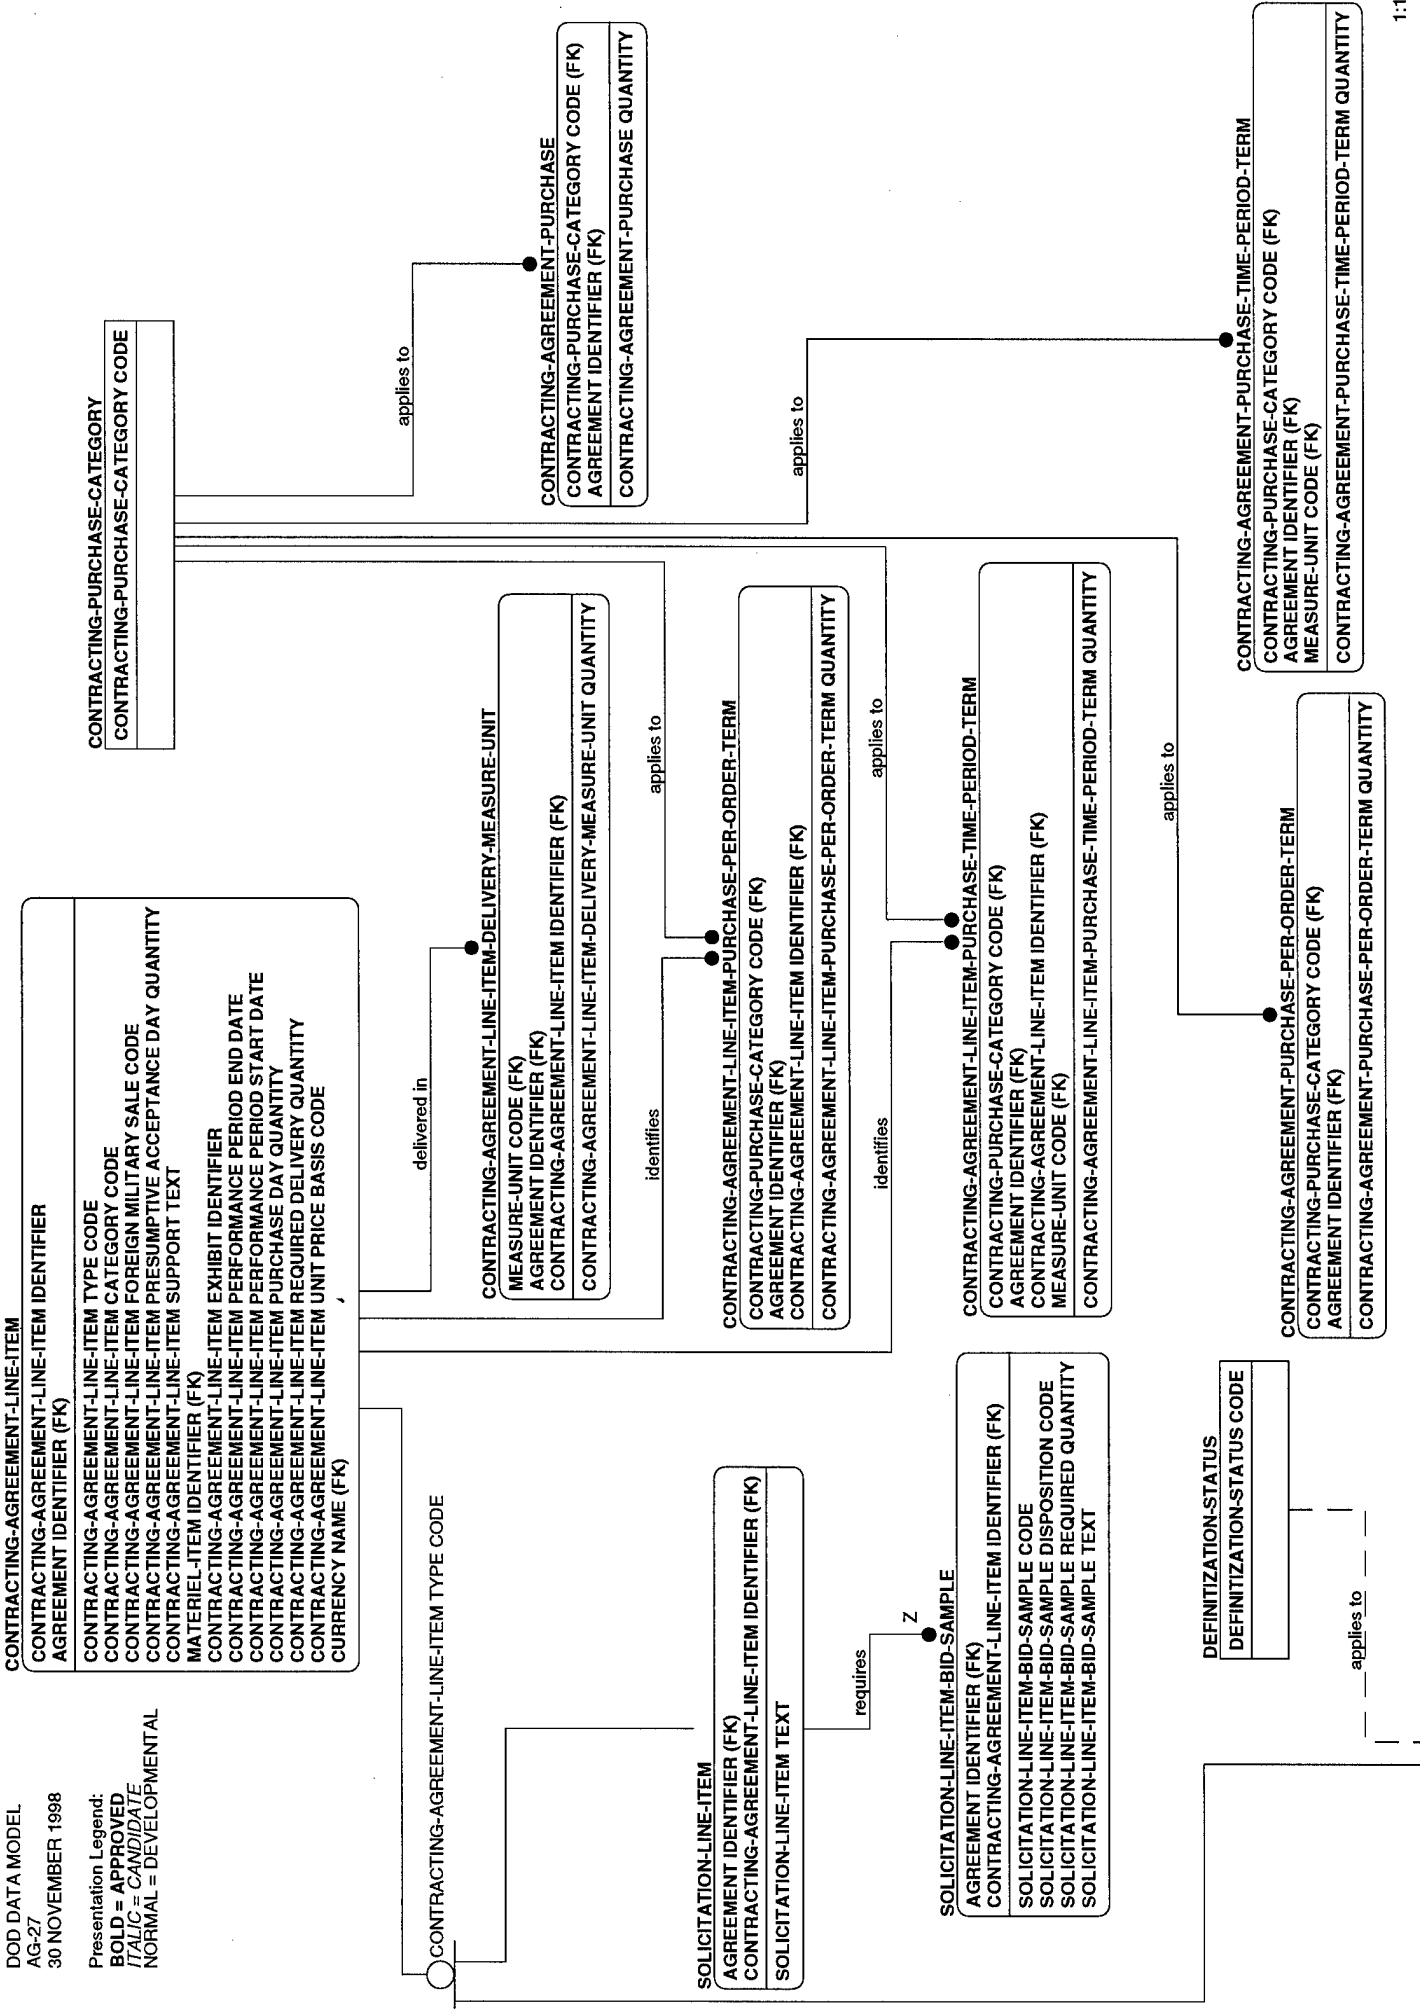 DOD DATA MODEL
AG-27
30 NOVEMBER 1998
Presentation Legend:
BOLD = APPROVED
ITALIC = CANDIDATE
NORMAL = DEVELOPMENTAL
CONTRACTING-AGREEMENT-LINE-ITEM
CONTRACTING-AGREEMENT-LINE-ITEM IDENTIFIER
AGREEMENT IDENTIFIER (FK)
CONTRACTING-AGREEMENT-LINE-ITEM TYPE CODE
CONTRACTING-AGREEMENT-LINE-ITEM CATEGORY CODE
CONTRACTING-AGREEMENT-LINE-ITEM FOREIGN MILITARY SALE CODE
CONTRACTING-AGREEMENT-LINE-ITEM PRESUMPTIVE ACCEPTANCE DAY QUANTITY
CONTRACTING-AGREEMENT-LINE-ITEM SUPPORT TEXT
MATERIEL-ITEM IDENTIFIER (FK)
CONTRACTING-AGREEMENT-LINE-ITEM EXHIBIT IDENTIFIER
CONTRACTING-AGREEMENT-LINE-ITEM PERFORMANCE PERIOD END DATE
CONTRACTING-AGREEMENT-LINE-ITEM PERFORMANCE PERIOD START DATE
CONTRACTING-AGREEMENT-LINE-ITEM PURCHASE DAY QUANTITY
CONTRACTING-AGREEMENT-LINE-ITEM REQUIRED DELIVERY QUANTITY
CONTRACTING-AGREEMENT-LINE-ITEM UNIT PRICE BASIS CODE
CURRENCY NAME (FK)
CONTRACTING-PURCHASE-CATEGORY
CONTRACTING-PURCHASE-CATEGORY CODE
applies to
CONTRACTING-AGREEMENT-PURCHASE
CONTRACTING-PURCHASE-CATEGORY CODE (FK)
AGREEMENT IDENTIFIER (FK)
CONTRACTING-AGREEMENT-PURCHASE QUANTITY
CONTRACTING-AGREEMENT-LINE-ITEM TYPE CODE
delivered in
CONTRACTING-AGREEMENT-LINE-ITEM-DELIVERY-MEASURE-UNIT
MEASURE-UNIT CODE (FK)
AGREEMENT IDENTIFIER (FK)
CONTRACTING-AGREEMENT-LINE-ITEM IDENTIFIER (FK)
CONTRACTING-AGREEMENT-LINE-ITEM-DELIVERY-MEASURE-UNIT QUANTITY
identifies
applies to
CONTRACTING-AGREEMENT-LINE-ITEM-PURCHASE-PER-ORDER-TERM
CONTRACTING-PURCHASE-CATEGORY CODE (FK)
AGREEMENT IDENTIFIER (FK)
CONTRACTING-AGREEMENT-LINE-ITEM IDENTIFIER (FK)
CONTRACTING-AGREEMENT-LINE-ITEM-PURCHASE-PER-ORDER-TERM QUANTITY
SOLICITATION-LINE-ITEM
AGREEMENT IDENTIFIER (FK)
CONTRACTING-AGREEMENT-LINE-ITEM IDENTIFIER (FK)
SOLICITATION-LINE-ITEM TEXT
applies to
identifies
applies to
CONTRACTING-AGREEMENT-LINE-ITEM-PURCHASE-TIME-PERIOD-TERM
CONTRACTING-PURCHASE-CATEGORY CODE (FK)
AGREEMENT IDENTIFIER (FK)
CONTRACTING-AGREEMENT-LINE-ITEM IDENTIFIER (FK)
MEASURE-UNIT CODE (FK)
CONTRACTING-AGREEMENT-LINE-ITEM-PURCHASE-TIME-PERIOD-TERM QUANTITY
requires
Z
SOLICITATION-LINE-ITEM-BID-SAMPLE
AGREEMENT IDENTIFIER (FK)
CONTRACTING-AGREEMENT-LINE-ITEM IDENTIFIER (FK)
SOLICITATION-LINE-ITEM-BID-SAMPLE CODE
SOLICITATION-LINE-ITEM-BID-SAMPLE DISPOSITION CODE
SOLICITATION-LINE-ITEM-BID-SAMPLE REQUIRED QUANTITY
SOLICITATION-LINE-ITEM-BID-SAMPLE TEXT
applies to
CONTRACTING-AGREEMENT-PURCHASE-TIME-PERIOD-TERM
CONTRACTING-PURCHASE-CATEGORY CODE (FK)
AGREEMENT IDENTIFIER (FK)
MEASURE-UNIT CODE (FK)
CONTRACTING-AGREEMENT-PURCHASE-TIME-PERIOD-TERM QUANTITY
DEFINITIZATION-STATUS
DEFINITIZATION-STATUS CODE
applies to
CONTRACTING-AGREEMENT-PURCHASE-PER-ORDER-TERM
CONTRACTING-PURCHASE-CATEGORY CODE (FK)
AGREEMENT IDENTIFIER (FK)
CONTRACTING-AGREEMENT-PURCHASE-PER-ORDER-TERM QUANTITY
1:1